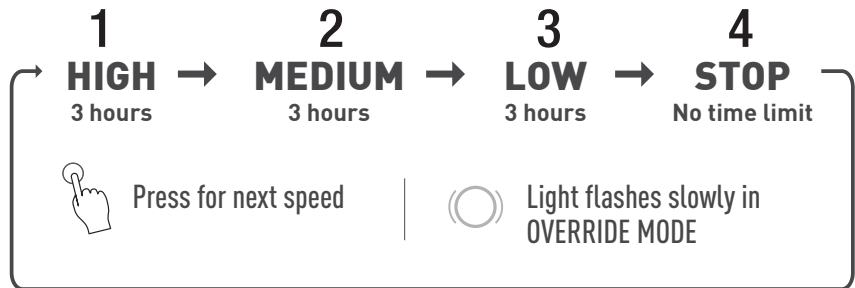 1 2 3 4
HIGH → MEDIUM → LOW → STOP
3 hours 3 hours 3 hours No time limit
Press for next speed
Light flashes slowly in
OVERRIDE MODE